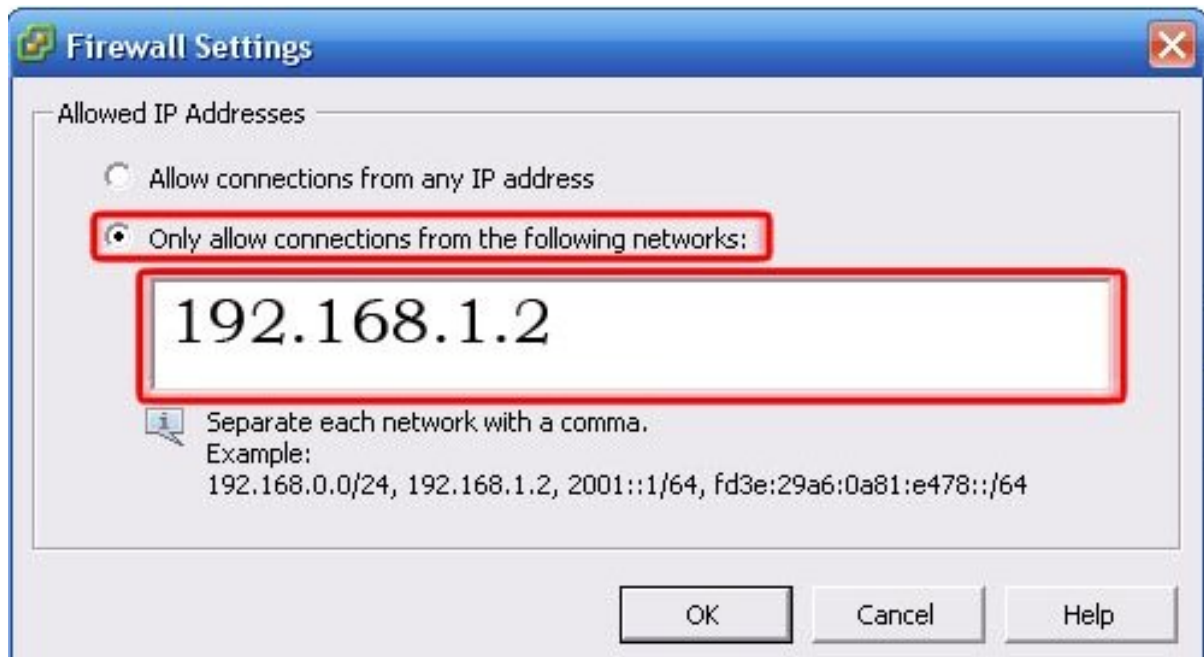 Firewall Settings
Allowed IP Addresses
Allow connections from any IP address
Only allow connections from the following networks:
192.168.1.2
Separate each network with a comma.
Example:
192.168.0.0/24, 192.168.1.2, 2001::1/64, fd3e:29a6:0a81:e478::/64
OK Cancel Help